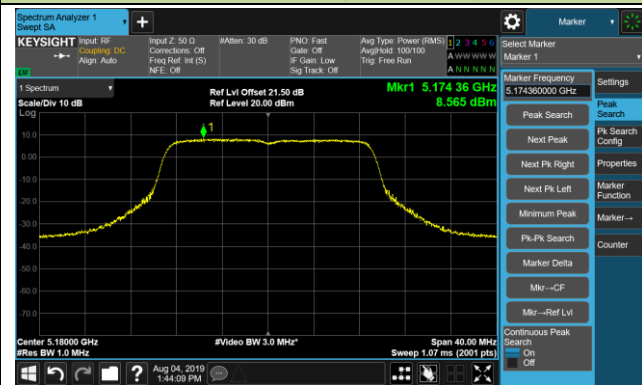 Spectrum Analyzer 1
Swept SA
+
Marker
KEYSIGHT
Input: RF
Coupling: DC
Align: Auto
Input Z: 50 Ω
Corrections: Off
Freq Ref: Int (S)
NFE: Off
#Atten: 30 dB
PNO: Fast
Gate: Off
IF Gain: Low
Sig Track: Off
Avg Type: Power (RMS)
Avg|Hold: 100/100
Trig: Free Run
1 2 3 4 5 6
A W W W W W
A N N N N N
LV
Select Marker
Marker 1
1 Spectrum
Scale/Div 10 dB
Log
Ref Lvl Offset 21.50 dB
Ref Level 20.00 dBm
Mkr1 5.174 36 GHz
8.565 dBm
1
10.0
0.00
-10.0
-20.0
-30.0
-40.0
-50.0
-60.0
-70.0
Center 5.18000 GHz
#Res BW 1.0 MHz
#Video BW 3.0 MHz*
Span 40.00 MHz
Sweep 1.07 ms (2001 pts)
Marker Frequency
5.174360000 GHz
Peak Search
Next Peak
Next Pk Right
Next Pk Left
Minimum Peak
Pk-Pk Search
Marker Delta
Mkr→CF
Mkr→Ref Lvl
Continuous Peak
Search
On
Off
Settings
Peak
Search
Pk Search
Config
Properties
Marker
Function
Marker→
Counter
?
Aug 04, 2019
1:44:09 PM